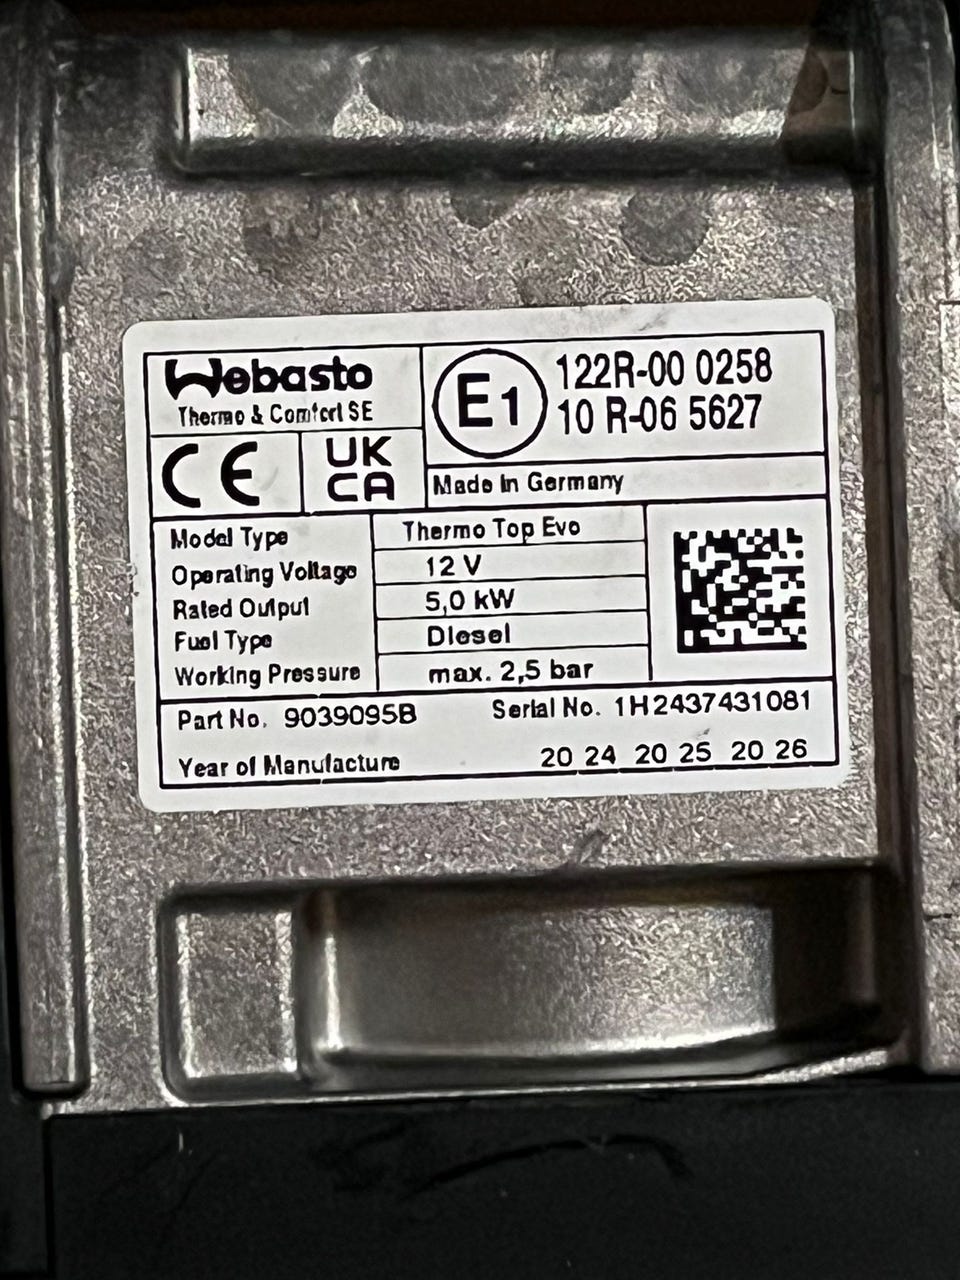 Webasto
Thermo & Comfort SE
E1
122R-00 0258
10 R-06 5627
CE
UK
CA
Made in Germany
Model Type Thermo Top Evo
Operating Voltage 12 V
Rated Output 5,0 kW
Fuel Type Diesel
Working Pressure max. 2,5 bar
Part No. 9039095B Serial No. 1H2437431081
Year of Manufacture 20 24 20 25 20 26